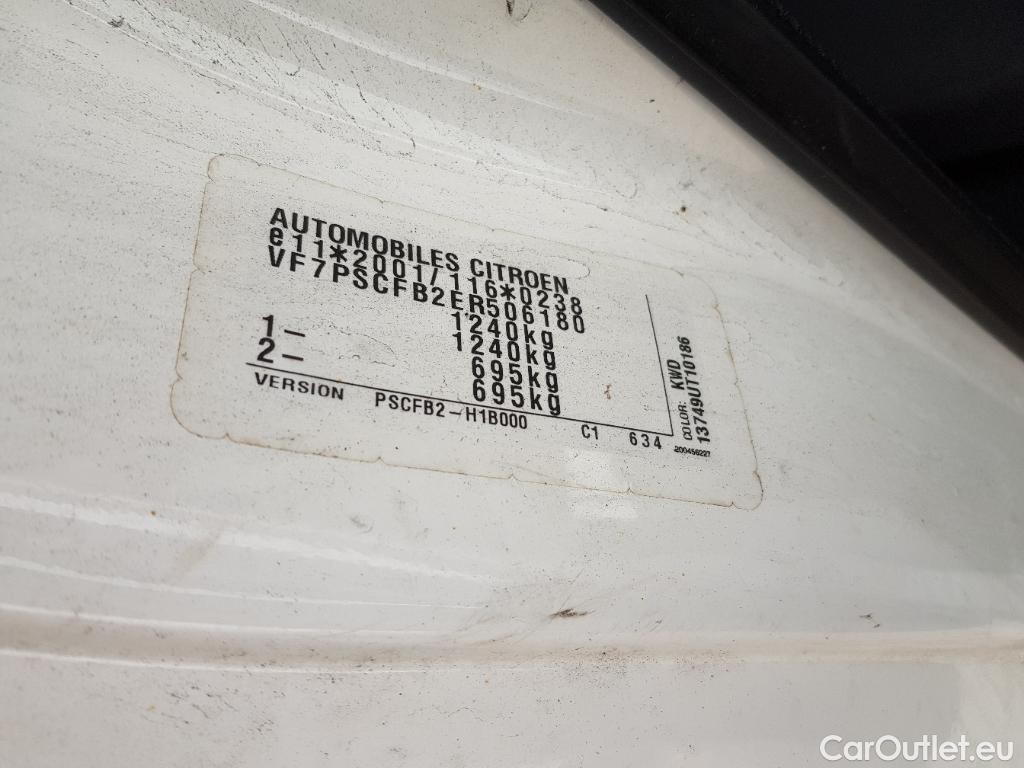 AUTOMOBILES CITROEN
e11*2001/116*0238
VF7PSCFB2ER506180
1240kg
1240kg
1- 695kg
2- 695kg
VERSION PSCFB2-H1B000 C1 634
COLOR: KWD
13749UT10186
200456227
CarOutlet.eu